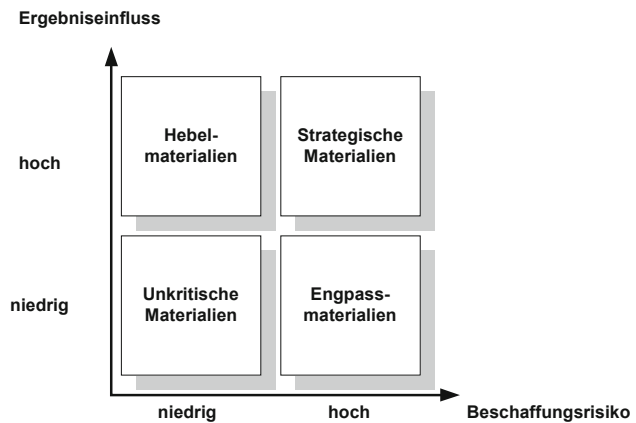 Ergebniseinfluss
Hebel-
materialien
Strategische
Materialien
hoch
Unkritische
Materialien
Engpass-
materialien
niedrig
niedrig
hoch
Beschaffungsrisiko